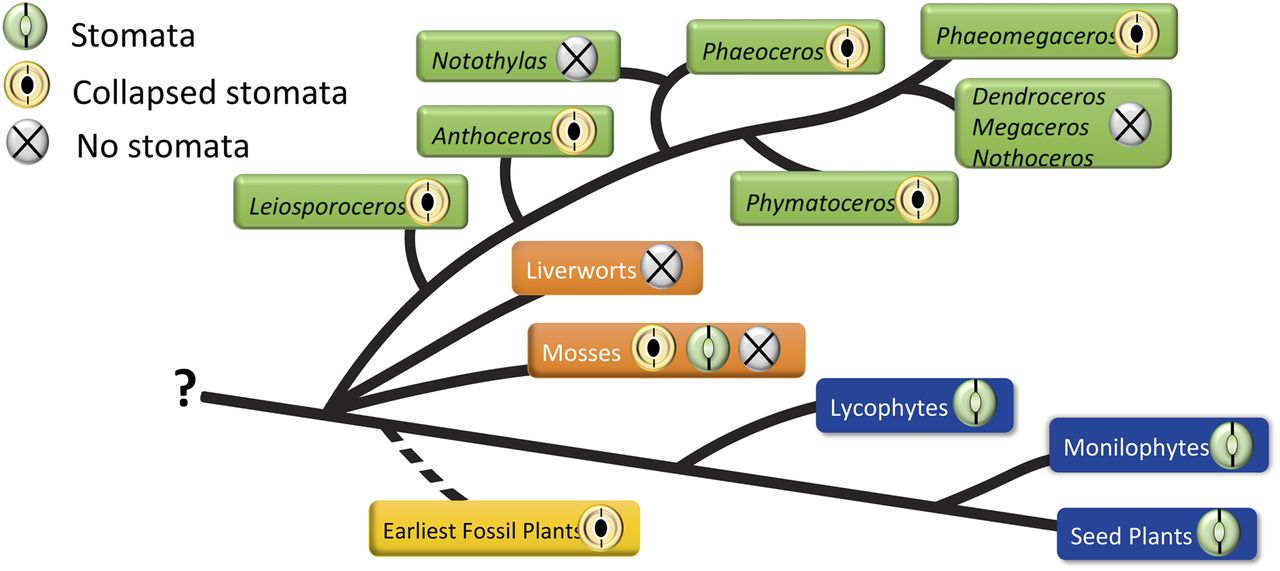 Stomata
Collapsed stomata
No stomata
Notothylas
Phaeoceros
Phaeomegaceros
Anthoceros
Dendroceros
Megaceros
Nothoceros
Leiosporoceros
Phymatoceros
Liverworts
Mosses
?
Lycophytes
Monilophytes
Earliest Fossil Plants
Seed Plants